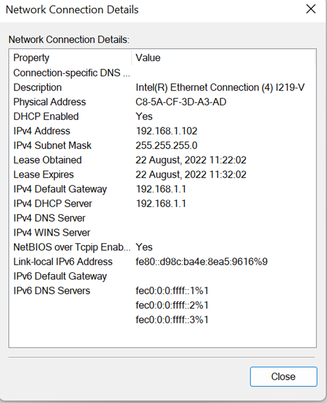 Network Connection Details
Network Connection Details:
Property Value
Connection-specific DNS ...
Description Intel(R) Ethernet Connection (4) I219-V
Physical Address C8-5A-CF-3D-A3-AD
DHCP Enabled Yes
IPv4 Address 192.168.1.102
IPv4 Subnet Mask 255.255.255.0
Lease Obtained 22 August, 2022 11:22:02
Lease Expires 22 August, 2022 11:32:02
IPv4 Default Gateway 192.168.1.1
IPv4 DHCP Server 192.168.1.1
IPv4 DNS Server
IPv4 WINS Server
NetBIOS over Tcpip Enab... Yes
Link-local IPv6 Address fe80::d98c:ba4e:8ea5:9616%9
IPv6 Default Gateway
IPv6 DNS Servers fec0:0:0:ffff::1%1
fec0:0:0:ffff::2%1
fec0:0:0:ffff::3%1
Close